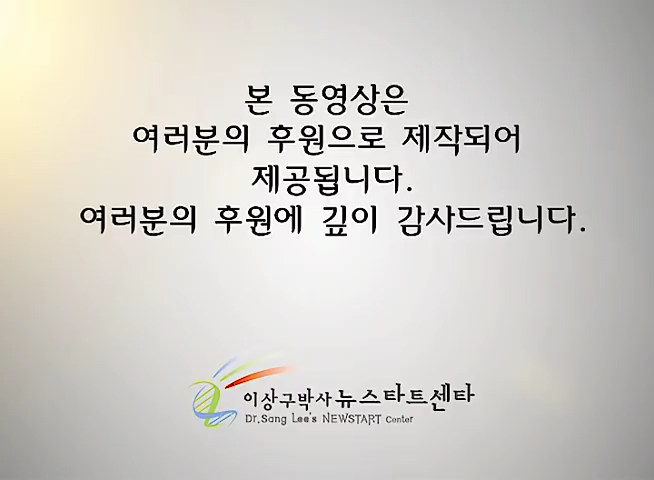 본 동영상은
여러분의 후원으로 제작되어
제공됩니다.
여러분의 후원에 깊이 감사드립니다.
이상구박사 뉴스타트센타
Dr.Sang Lee's NEWSTART Center